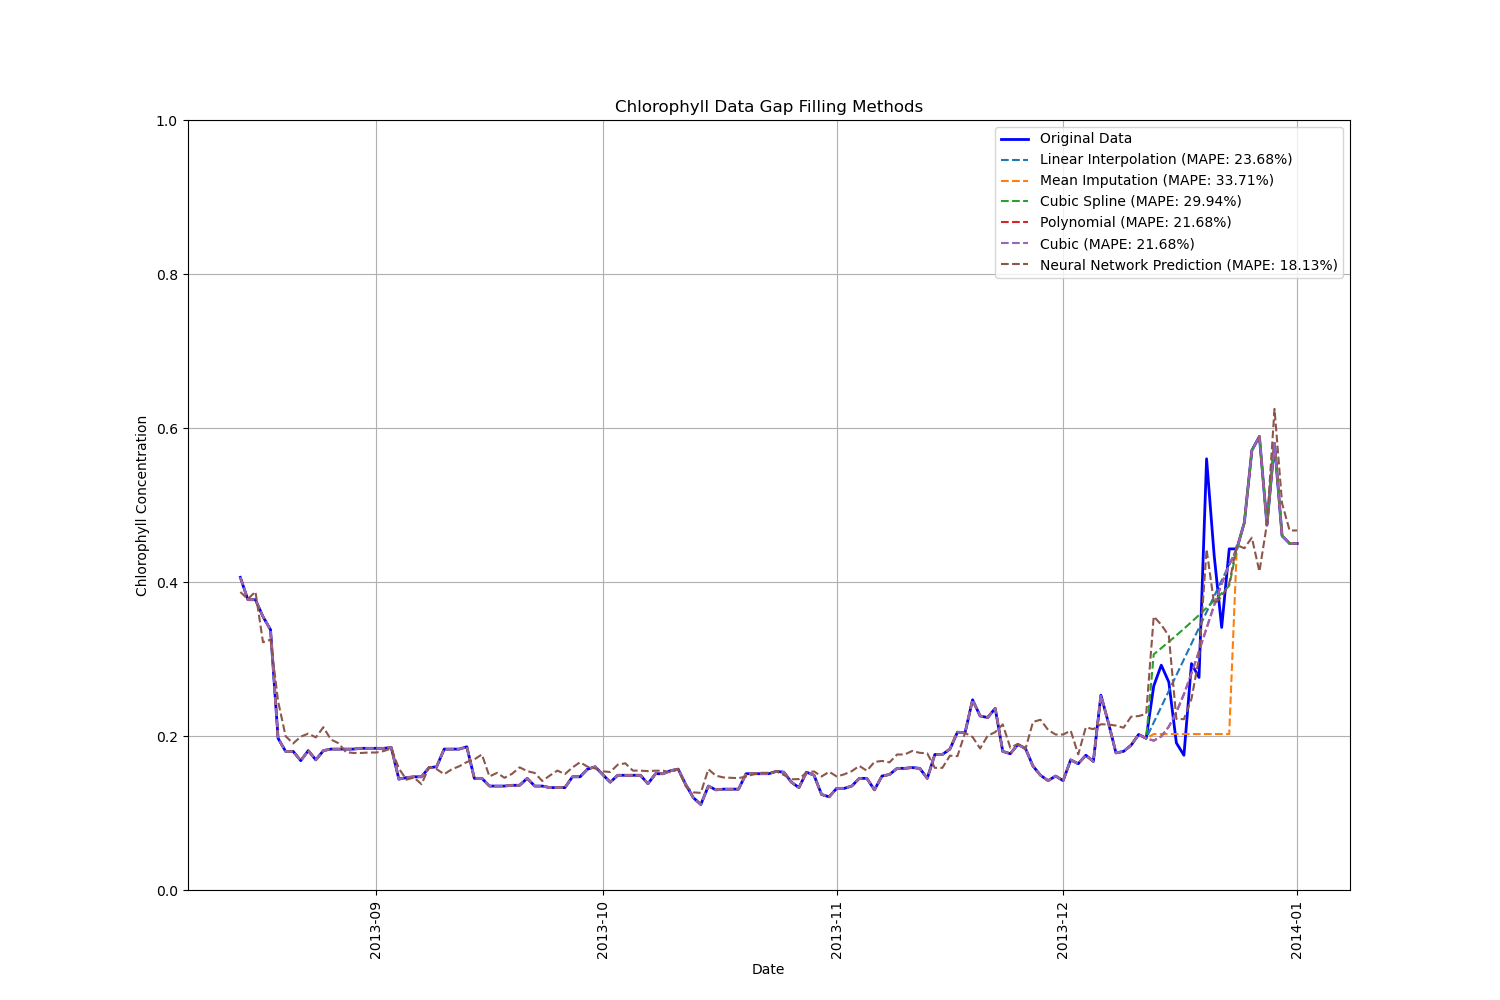 Chlorophyll Data Gap Filling Methods
Original Data
Linear Interpolation (MAPE: 23.68%)
Mean Imputation (MAPE: 33.71%)
Cubic Spline (MAPE: 29.94%)
Polynomial (MAPE: 21.68%)
Cubic (MAPE: 21.68%)
Neural Network Prediction (MAPE: 18.13%)
Chlorophyll Concentration
1.0
0.8
0.6
0.4
0.2
0.0
2013-09
2013-10
2013-11
2013-12
2014-01
Date